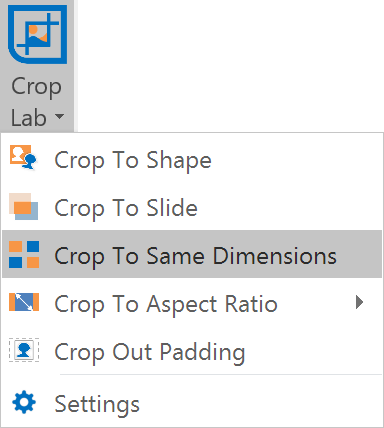 Crop
Lab
Crop To Shape
Crop To Slide
Crop To Same Dimensions
Crop To Aspect Ratio
Crop Out Padding
Settings